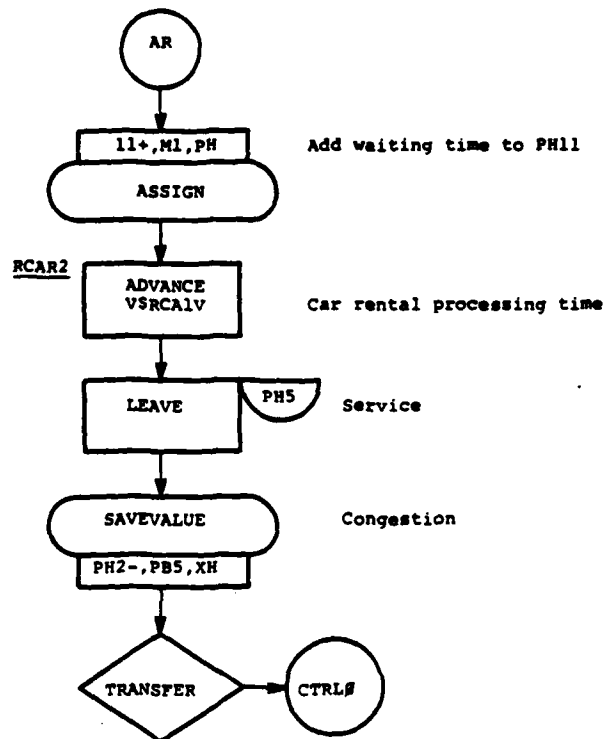 AR
11+,M1,PH
Add waiting time to PH11
ASSIGN
RCAR2
ADVANCE
V$RCA1V
Car rental processing time
LEAVE
PH5
Service
SAVEVALUE
Congestion
PH2-,PB5,XH
TRANSFER
CTRLØ